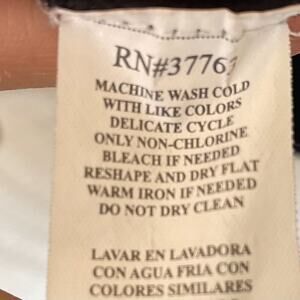 RN#37763
MACHINE WASH COLD
WITH LIKE COLORS
DELICATE CYCLE
ONLY NON-CHLORINE
BLEACH IF NEEDED
RESHAPE AND DRY FLAT
WARM IRON IF NEEDED
DO NOT DRY CLEAN
LAVAR EN LAVADORA
CON AGUA FRIA CON
COLORES SIMILARES